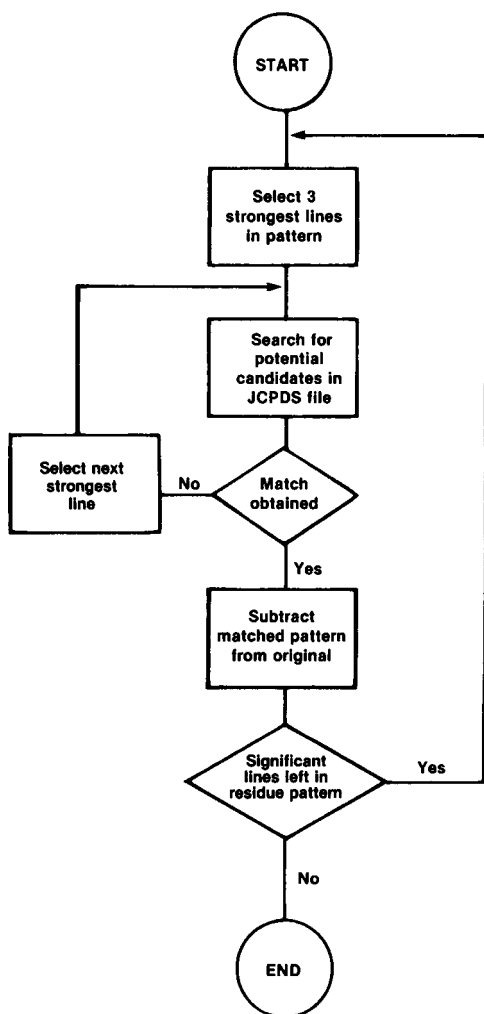 START
Select 3
strongest lines
in pattern
Search for
potential
candidates in
JCPDS file
Select next
strongest
line
No
Match
obtained
Yes
Subtract
matched pattern
from original
Significant
lines left in
residue pattern
Yes
No
END